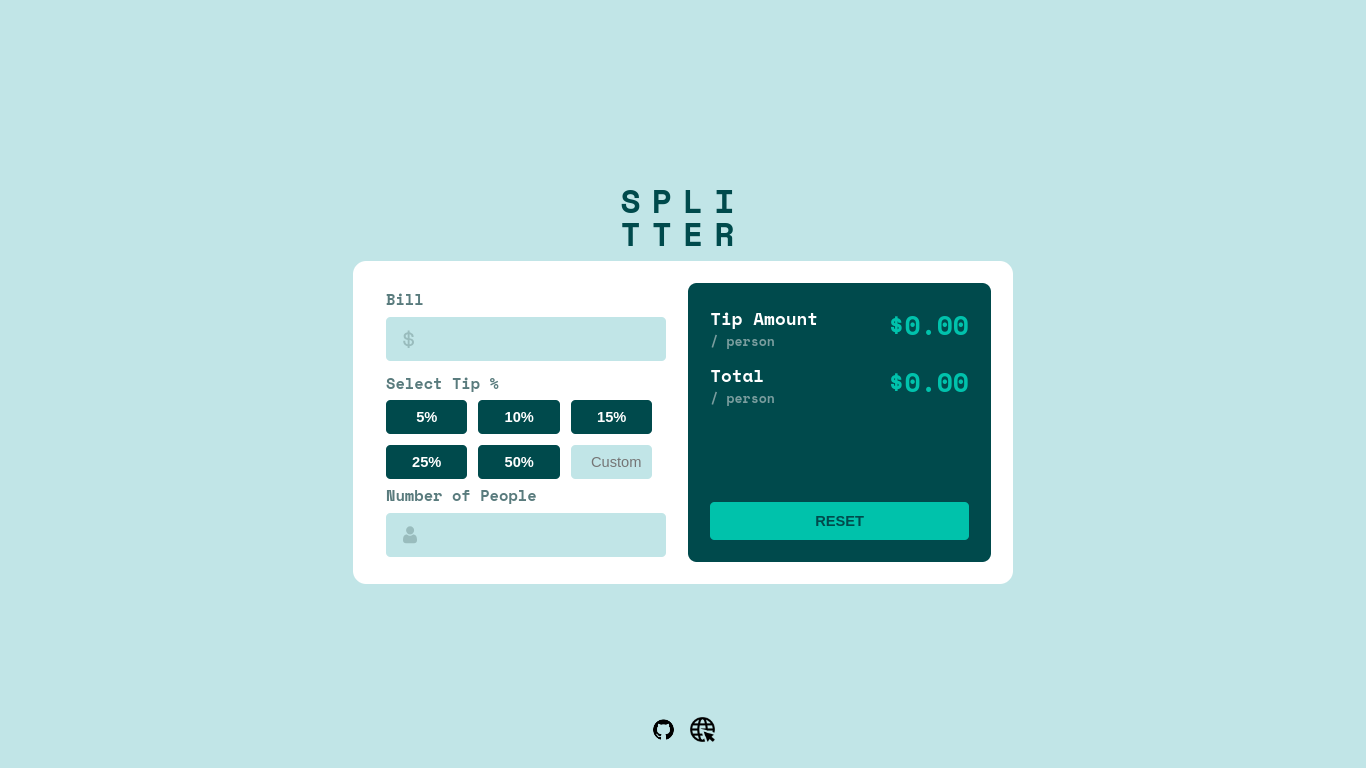 SPLI
TTER
Bill
$
Select Tip %
5% 10% 15%
25% 50% Custom
Number of People
Tip Amount $0.00
/ person
Total $0.00
/ person
RESET